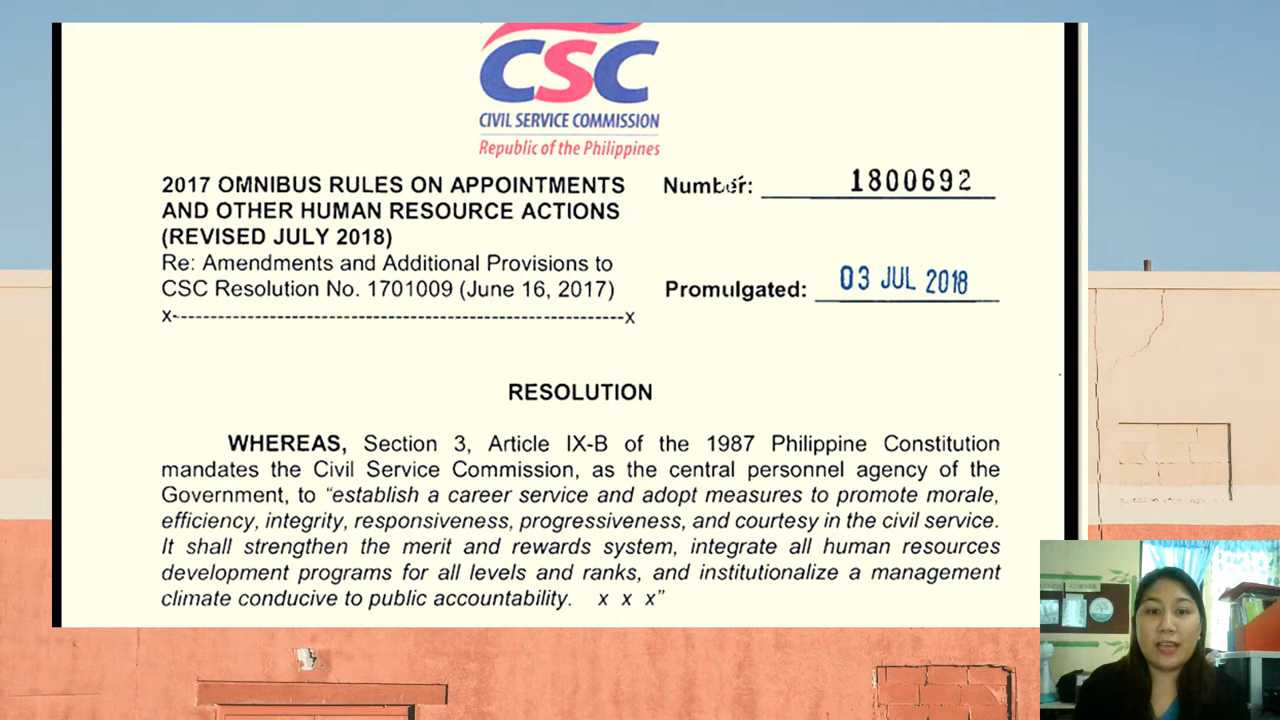 CSC
CIVIL SERVICE COMMISSION
Republic of the Philippines
2017 OMNIBUS RULES ON APPOINTMENTS
AND OTHER HUMAN RESOURCE ACTIONS
(REVISED JULY 2018)
Re: Amendments and Additional Provisions to
CSC Resolution No. 1701009 (June 16, 2017)
x-----------------------------------------------------------x
Number: 1800692
Promulgated: 03 JUL 2018
RESOLUTION
WHEREAS, Section 3, Article IX-B of the 1987 Philippine Constitution
mandates the Civil Service Commission, as the central personnel agency of the
Government, to “establish a career service and adopt measures to promote morale,
efficiency, integrity, responsiveness, progressiveness, and courtesy in the civil service.
It shall strengthen the merit and rewards system, integrate all human resources
development programs for all levels and ranks, and institutionalize a management
climate conducive to public accountability. x x x”